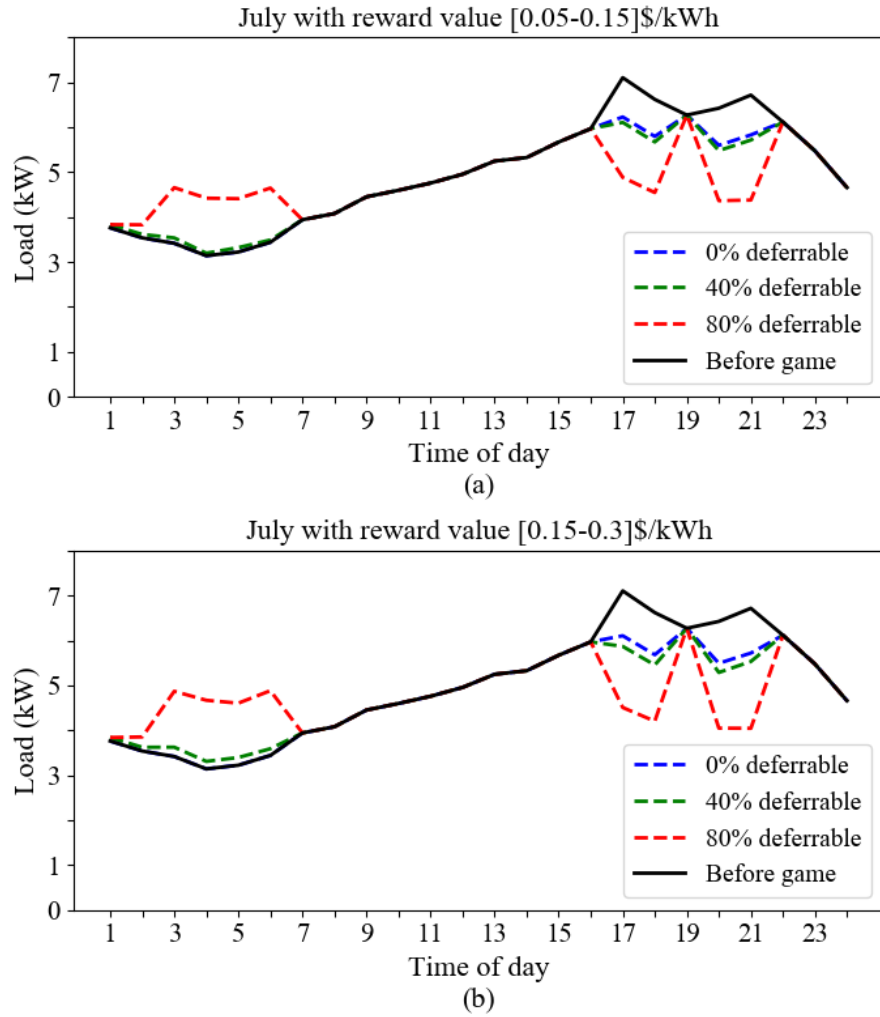 July with reward value [0.05-0.15]$/kWh
Load (kW)
7
5
3
1
0
0% deferrable
40% deferrable
80% deferrable
Before game
1 3 5 7 9 11 13 15 17 19 21 23
Time of day
(a)
July with reward value [0.15-0.3]$/kWh
Load (kW)
7
5
3
1
0
0% deferrable
40% deferrable
80% deferrable
Before game
1 3 5 7 9 11 13 15 17 19 21 23
Time of day
(b)